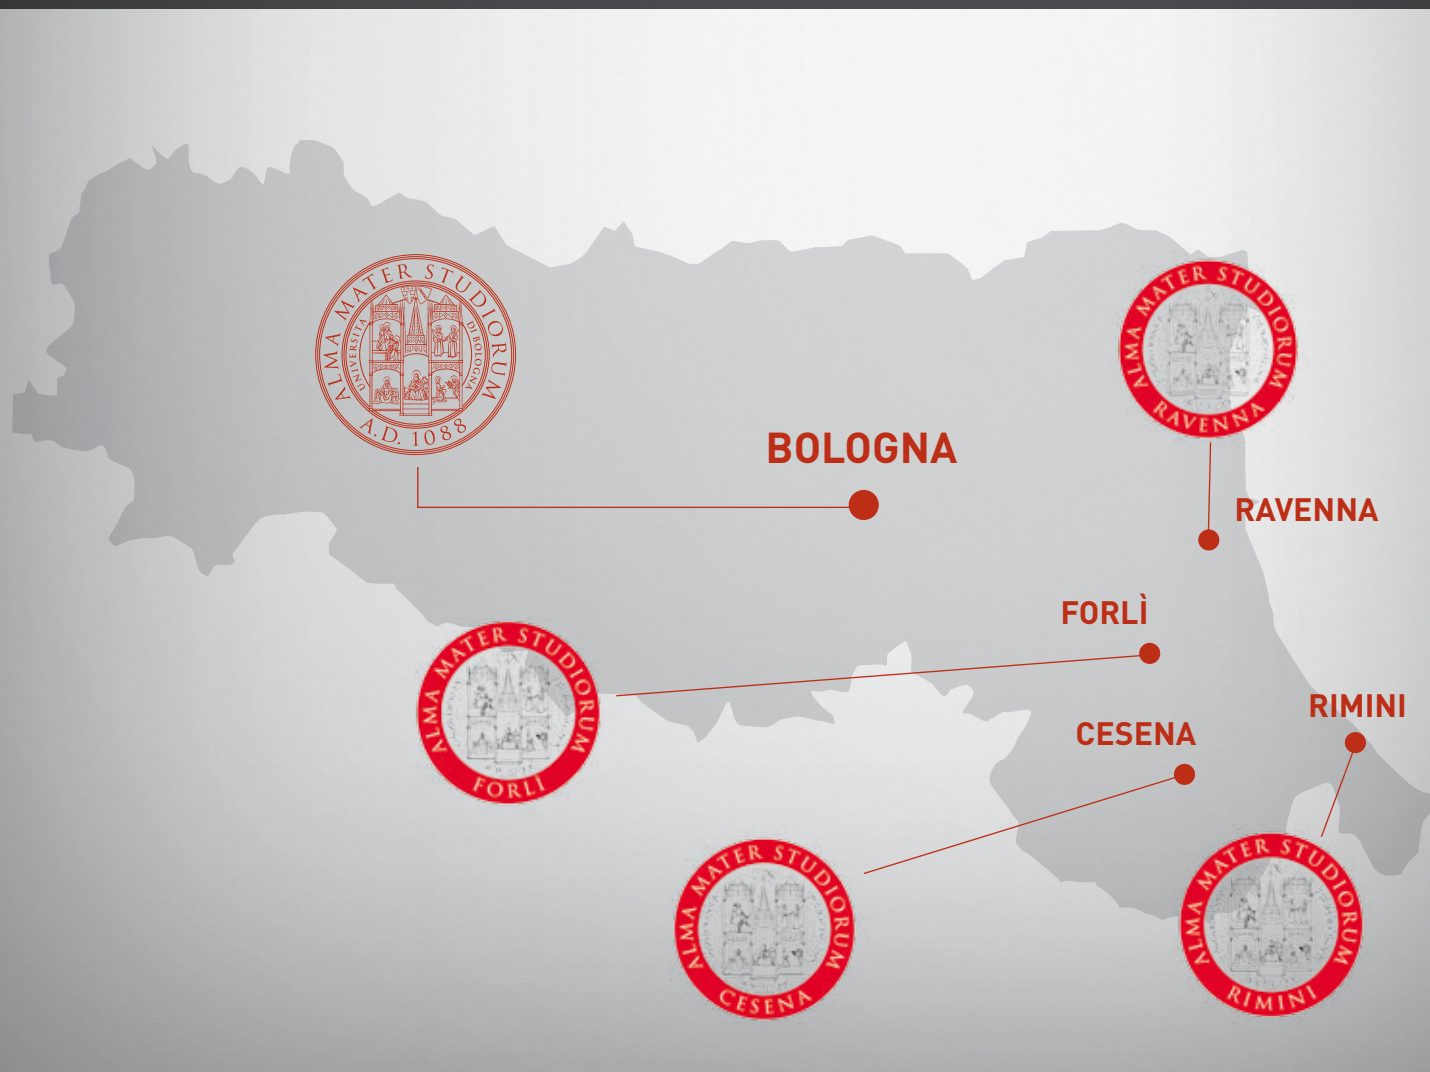 ALMA MATER STUDIORUM
UNIVERSITA
DI BOLOGNA
A.D. 1088
BOLOGNA
ALMA MATER STUDIORUM
RAVENNA
RAVENNA
FORLÌ
ALMA MATER STUDIORUM
FORLÌ
RIMINI
CESENA
ALMA MATER STUDIORUM
CESENA
ALMA MATER STUDIORUM
RIMINI